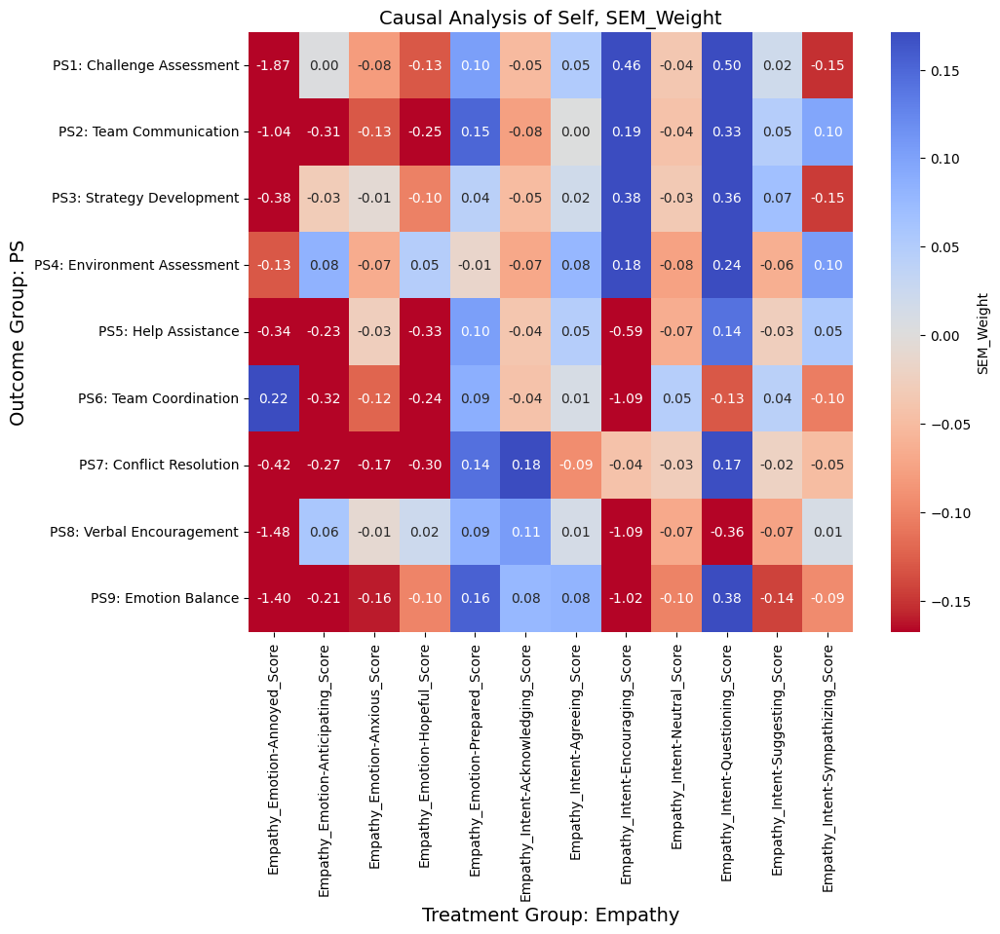 Causal Analysis of Self, SEM_Weight
Outcome Group: PS
PS1: Challenge Assessment -1.87 0.00 -0.08 -0.13 0.10 -0.05 0.05 0.46 -0.04 0.50 0.02 -0.15
PS2: Team Communication -1.04 -0.31 -0.13 -0.25 0.15 -0.08 0.00 0.19 -0.04 0.33 0.05 0.10
PS3: Strategy Development -0.38 -0.03 -0.01 -0.10 0.04 -0.05 0.02 0.38 -0.03 0.36 0.07 -0.15
PS4: Environment Assessment -0.13 0.08 -0.07 0.05 -0.01 -0.07 0.08 0.18 -0.08 0.24 -0.06 0.10
PS5: Help Assistance -0.34 -0.23 -0.03 -0.33 0.10 -0.04 0.05 -0.59 -0.07 0.14 -0.03 0.05
PS6: Team Coordination 0.22 -0.32 -0.12 -0.24 0.09 -0.04 0.01 -1.09 0.05 -0.13 0.04 -0.10
PS7: Conflict Resolution -0.42 -0.27 -0.17 -0.30 0.14 0.18 -0.09 -0.04 -0.03 0.17 -0.02 -0.05
PS8: Verbal Encouragement -1.48 0.06 -0.01 0.02 0.09 0.11 0.01 -1.09 -0.07 -0.36 -0.07 0.01
PS9: Emotion Balance -1.40 -0.21 -0.16 -0.10 0.16 0.08 0.08 -1.02 -0.10 0.38 -0.14 -0.09
Empathy_Emotion-Annoyed_Score
Empathy_Emotion-Anticipating_Score
Empathy_Emotion-Anxious_Score
Empathy_Emotion-Hopeful_Score
Empathy_Emotion-Prepared_Score
Empathy_Intent-Acknowledging_Score
Empathy_Intent-Agreeing_Score
Empathy_Intent-Encouraging_Score
Empathy_Intent-Neutral_Score
Empathy_Intent-Questioning_Score
Empathy_Intent-Suggesting_Score
Empathy_Intent-Sympathizing_Score
Treatment Group: Empathy
0.15
0.10
0.05
0.00
−0.05
−0.10
−0.15
SEM_Weight